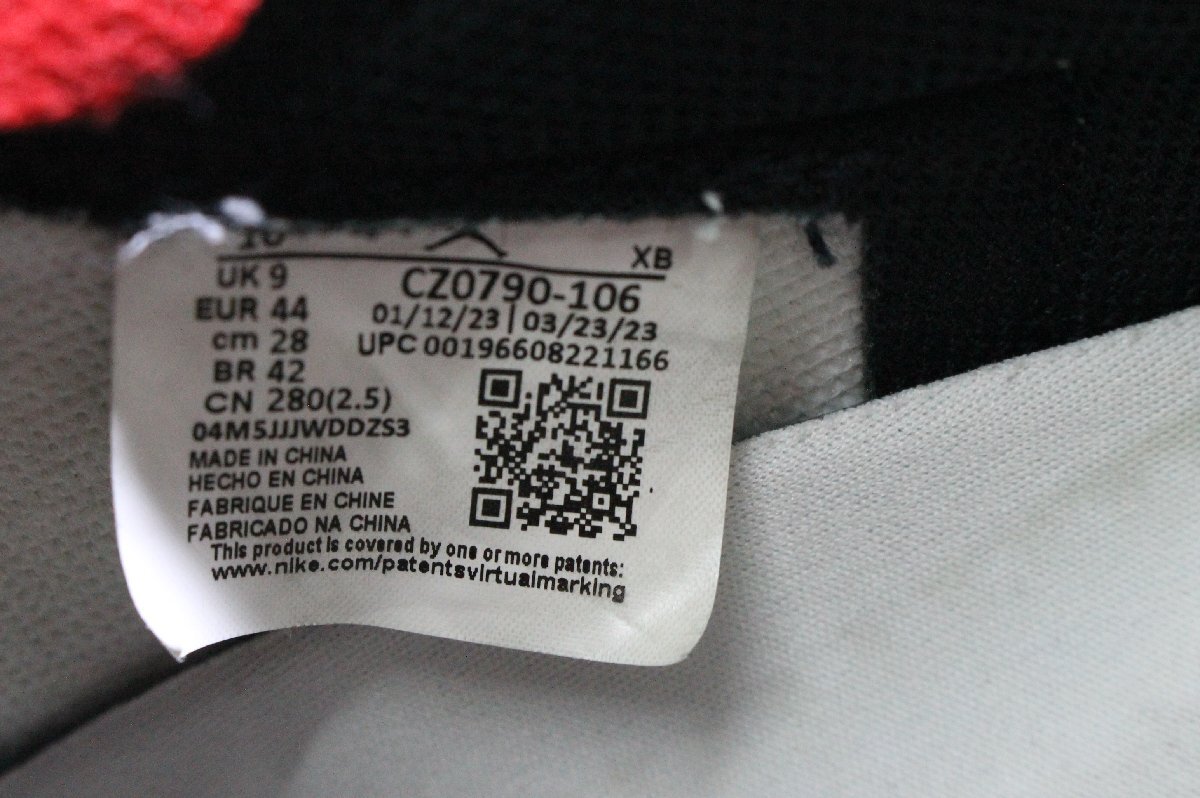 10
XB
UK 9
EUR 44
cm 28
BR 42
CN 280(2.5)
04M5JJJWDDZS3
CZ0790-106
01/12/23 | 03/23/23
UPC 00196608221166
MADE IN CHINA
HECHO EN CHINA
FABRIQUE EN CHINE
FABRICADO NA CHINA
This product is covered by one or more patents:
www.nike.com/patentsvirtualmarking